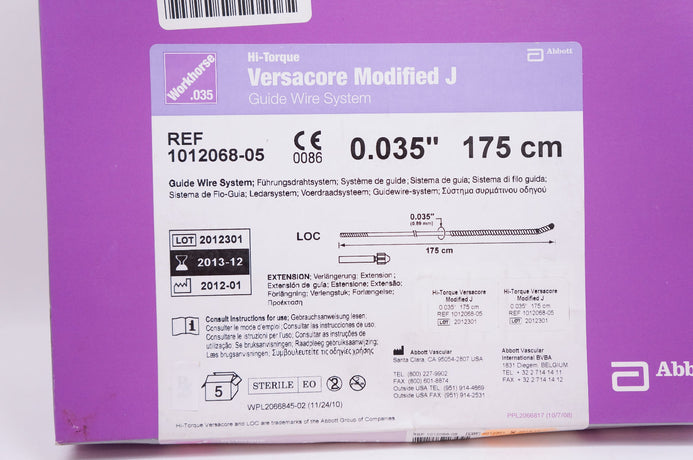 Hi-Torque
Versacore Modified J
Guide Wire System
Abbott
Workhorse
.035
REF
1012068-05
CE
0086
0.035" 175 cm
Guide Wire System; Führungsdrahtsystem; Système de guide; Sistema de guía; Sistema di filo guida;
Sistema de Fio-Guia; Ledarsystem; Voerdraadsysteem; Guidewire-system; Σύστημα συρμάτινου οδηγού
LOT 2012301
2013-12
2012-01
LOC
0.035"
(0.89 mm)
175 cm
EXTENSION; Verlängerung; Extension;
Extensión de guía; Estensione; Extensão;
Förlängning; Verlengstuk; Forlængelse;
Προέκταση
Consult Instructions for use; Gebrauchsanweisung lesen;
Consulter le mode d'emploi; Consultar las instrucciones de uso;
Consultare le istruzioni per l'uso; Consultar as instruções de
utilização; Se bruksanvisningen; Raadpleeg gebruiksaanwijzing;
Læs brugsanvisningen; Συμβουλευτείτε τις οδηγίες χρήσης
Hi-Torque Versacore
Modified J
0.035" 175 cm
REF 1012068-05
LOT 2012301
Hi-Torque Versacore
Modified J
0.035" 175 cm
REF 1012068-05
LOT 2012301
Abbott Vascular
Santa Clara, CA 95054-2807 USA
TEL (800) 227-9902
FAX (800) 601-8874
Outside USA TEL (951) 914-4669
Outside USA FAX (951) 914-2531
Abbott Vascular
International BVBA
1831 Diegem, BELGIUM
TEL + 32 2 714 14 11
FAX + 32 2 714 14 12
5
STERILE EO
2
WPL2066845-02 (11/24/10)
Hi-Torque Versacore and LOC are trademarks of the Abbott Group of Companies.
PPL2066817 (10/7/08)